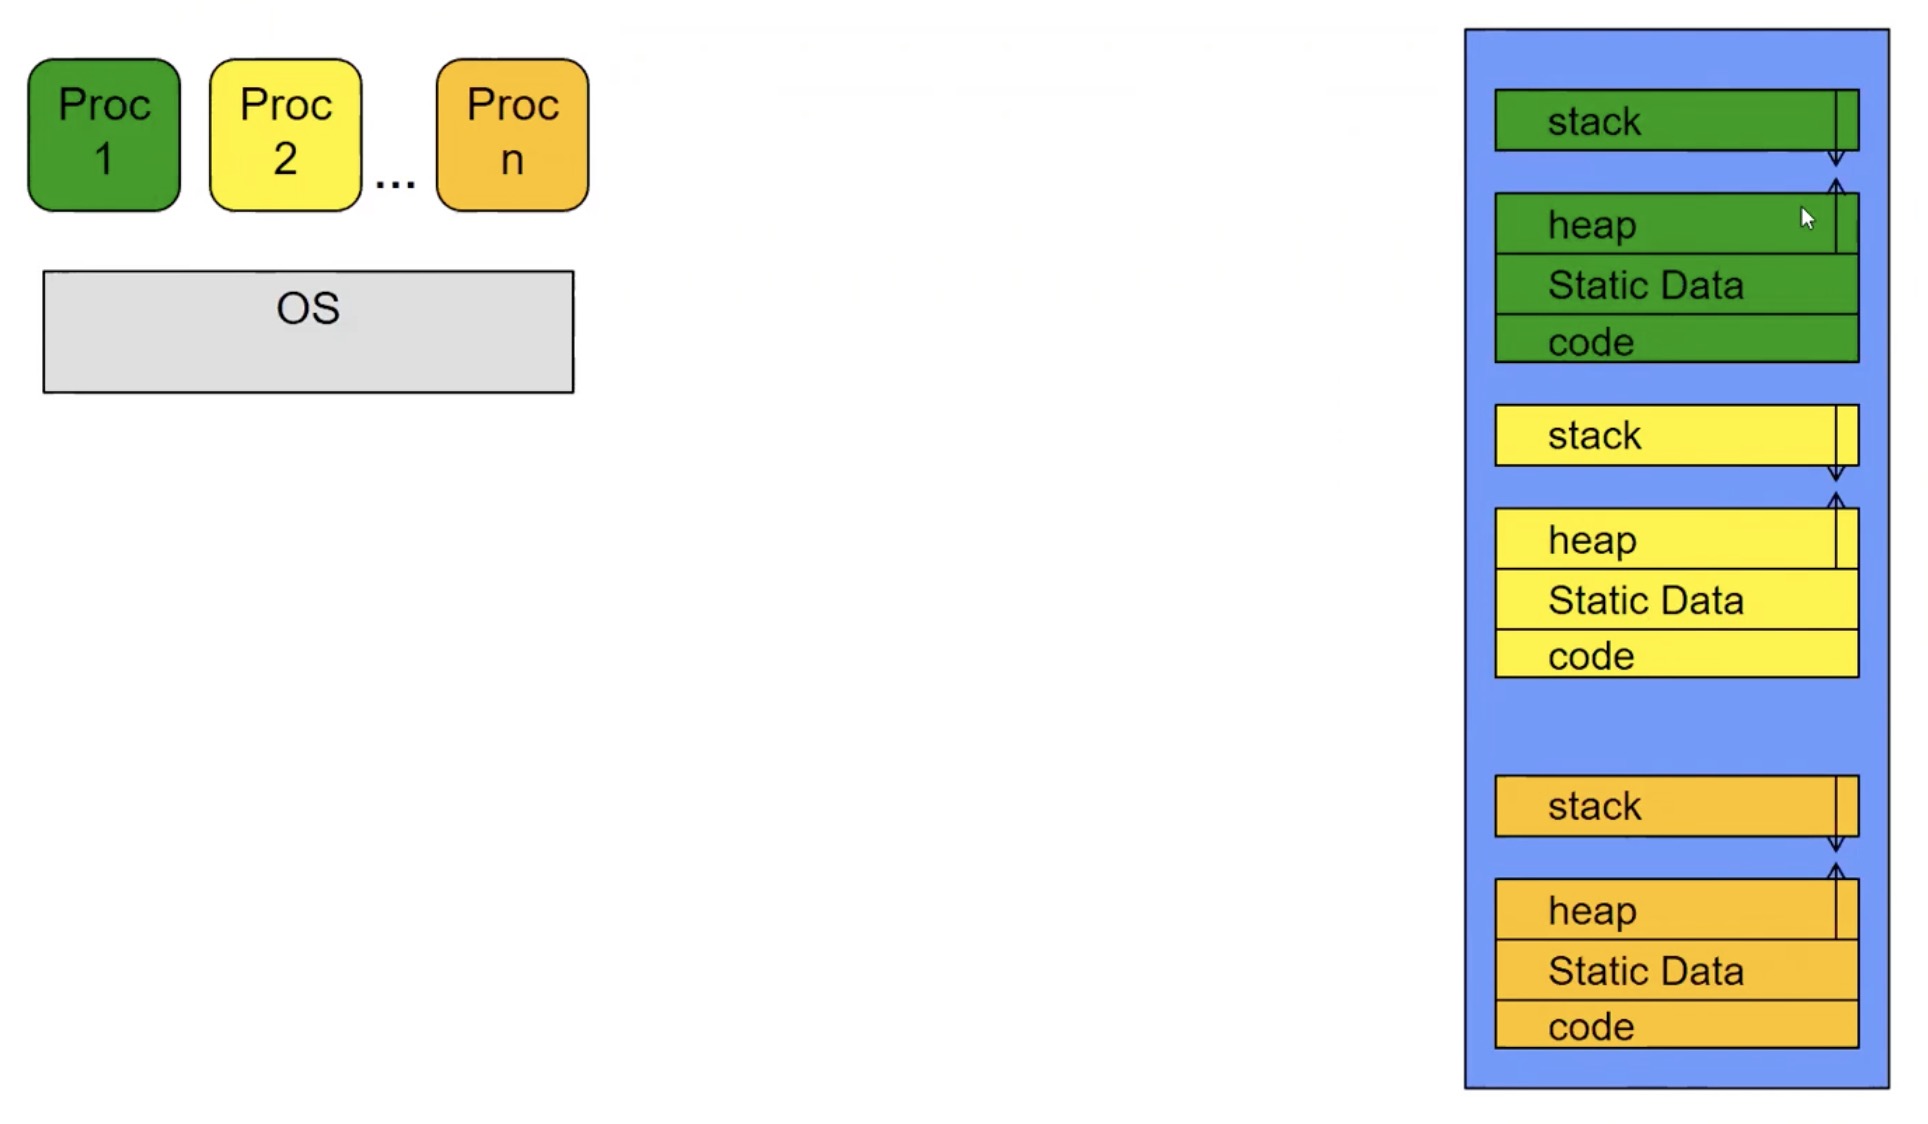 Proc
1
Proc
2
...
Proc
n
OS
stack
heap
Static Data
code
stack
heap
Static Data
code
stack
heap
Static Data
code